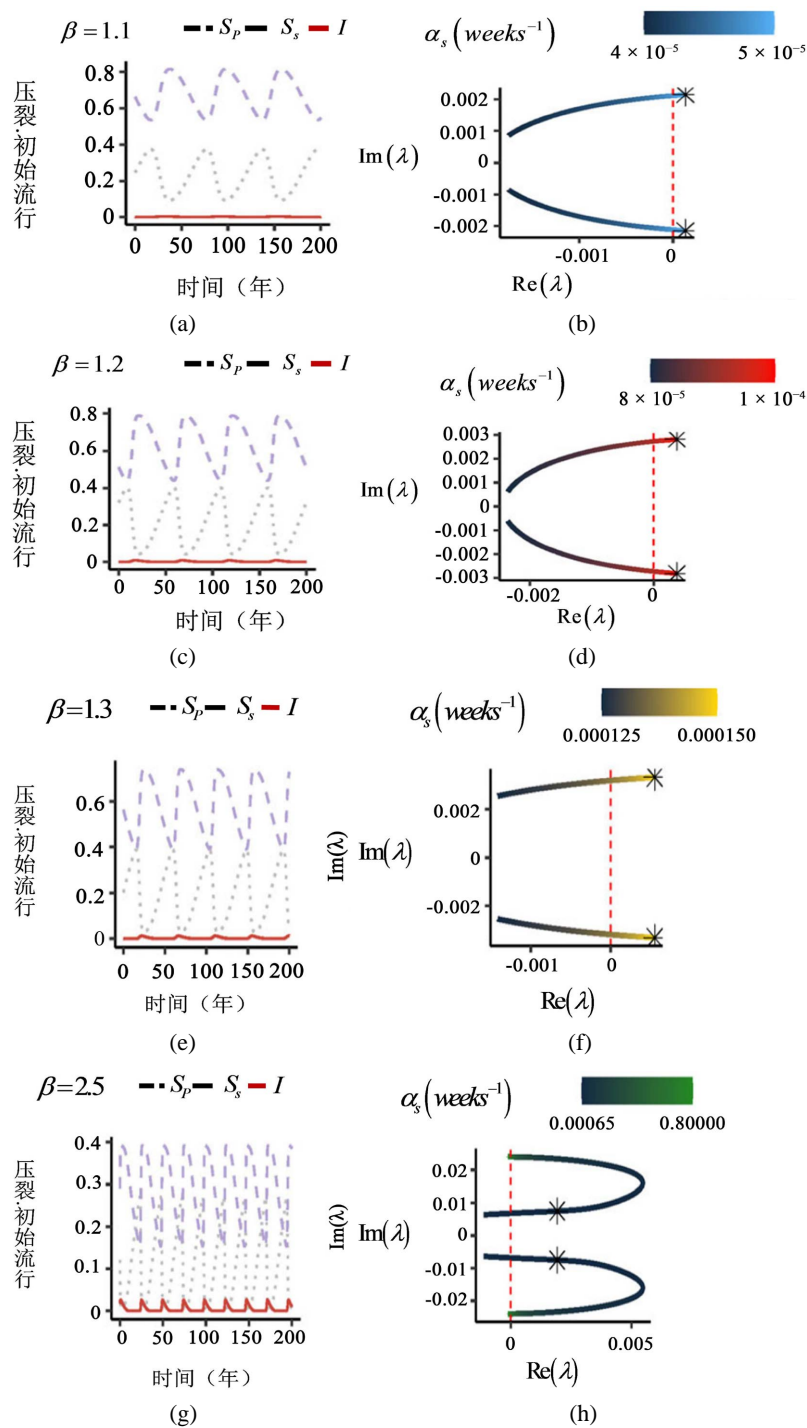 β = 1.1 S_P S_s I
压裂.初始流行
0.8
0.6
0.4
0.2
0
0 50 100 150 200
时间（年）
(a)
α_s (weeks⁻¹)
4 × 10⁻⁵ 5 × 10⁻⁵
Im(λ)
0.002
0.001
0
-0.001
-0.002
-0.001 0
Re(λ)
(b)
β = 1.2 S_P S_s I
压裂.初始流行
0.8
0.6
0.4
0.2
0
0 50 100 150 200
时间（年）
(c)
α_s (weeks⁻¹)
8 × 10⁻⁵ 1 × 10⁻⁴
Im(λ)
0.003
0.002
0.001
0
-0.001
-0.002
-0.003
-0.002 0
Re(λ)
(d)
β=1.3 S_P S_s I
压裂.初始流行
0.6
0.4
0.2
0
0 50 100 150 200
时间（年）
(e)
α_s (weeks⁻¹)
0.000125 0.000150
Im(λ) Im(λ)
0.002
0
-0.002
-0.001 0
Re(λ)
(f)
β=2.5 S_P S_s I
压裂.初始流行
0.4
0.3
0.2
0.1
0
0 50 100 150 200
时间（年）
(g)
α_s (weeks⁻¹)
0.00065 0.80000
Im(λ) Im(λ)
0.02
0.01
0
-0.01
-0.02
0 0.005
Re(λ)
(h)